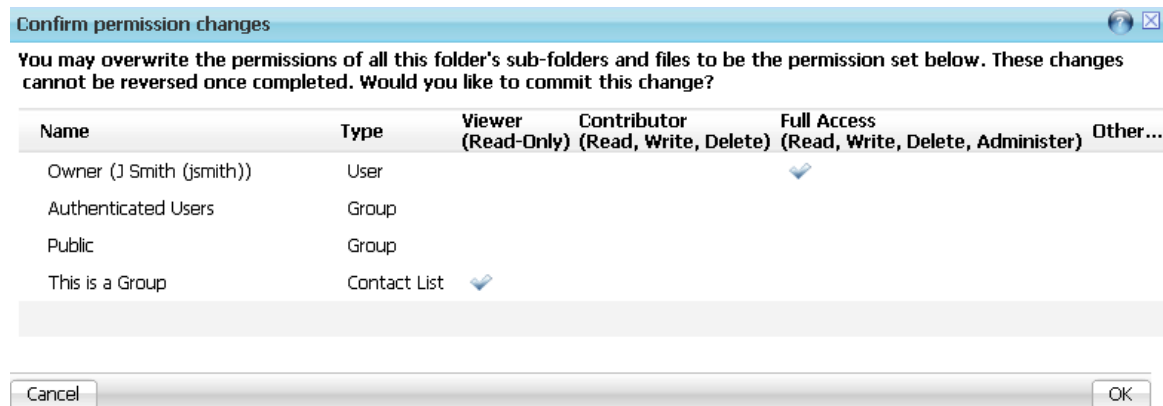 Confirm permission changes
You may overwrite the permissions of all this folder's sub-folders and files to be the permission set below. These changes
cannot be reversed once completed. Would you like to commit this change?
Name Type Viewer (Read-Only) Contributor (Read, Write, Delete) Full Access (Read, Write, Delete, Administer) Other...
Owner (J Smith (jsmith)) User
Authenticated Users Group
Public Group
This is a Group Contact List
Cancel OK